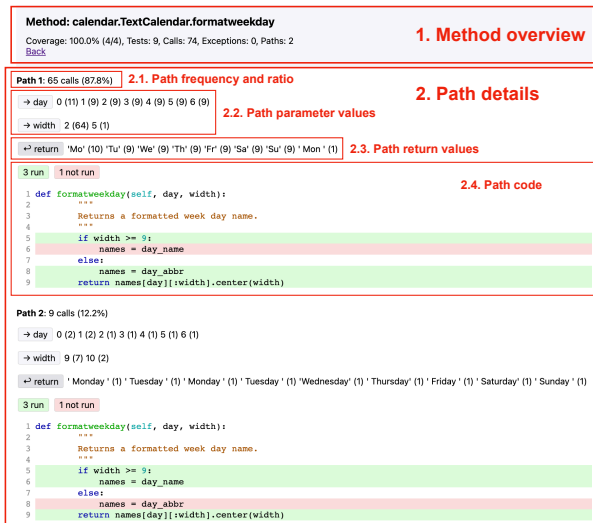 Method: calendar.TextCalendar.formatweekday
Coverage: 100.0% (4/4), Tests: 9, Calls: 74, Exceptions: 0, Paths: 2
Back
1. Method overview
Path 1: 65 calls (87.8%)
2.1. Path frequency and ratio
2. Path details
→ day 0 (11) 1 (9) 2 (9) 3 (9) 4 (9) 5 (9) 6 (9)
2.2. Path parameter values
→ width 2 (64) 5 (1)
↩ return 'Mo' (10) 'Tu' (9) 'We' (9) 'Th' (9) 'Fr' (9) 'Sa' (9) 'Su' (9) ' Mon ' (1)
2.3. Path return values
3 run 1 not run
2.4. Path code
1 def formatweekday(self, day, width):
2 """
3 Returns a formatted week day name.
4 """
5 if width >= 9:
6 names = day_name
7 else:
8 names = day_abbr
9 return names[day][:width].center(width)
Path 2: 9 calls (12.2%)
→ day 0 (2) 1 (2) 2 (1) 3 (1) 4 (1) 5 (1) 6 (1)
→ width 9 (7) 10 (2)
↩ return ' Monday ' (1) ' Tuesday ' (1) ' Monday ' (1) ' Tuesday ' (1) 'Wednesday' (1) ' Thursday' (1) ' Friday ' (1) ' Saturday' (1) ' Sunday ' (1)
3 run 1 not run
1 def formatweekday(self, day, width):
2 """
3 Returns a formatted week day name.
4 """
5 if width >= 9:
6 names = day_name
7 else:
8 names = day_abbr
9 return names[day][:width].center(width)